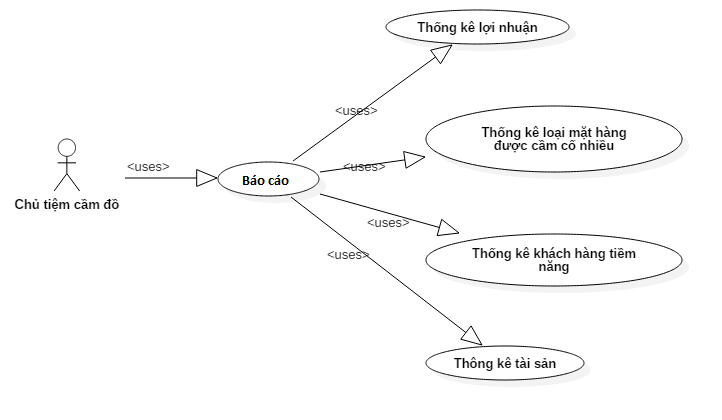 Thống kê lợi nhuận
<uses>
Thống kê loại mặt hàng
được cầm cố nhiều
<uses>
<uses>
Báo cáo
Chủ tiệm cầm đồ
<uses>
Thống kê khách hàng tiềm
năng
<uses>
Thông kê tài sản